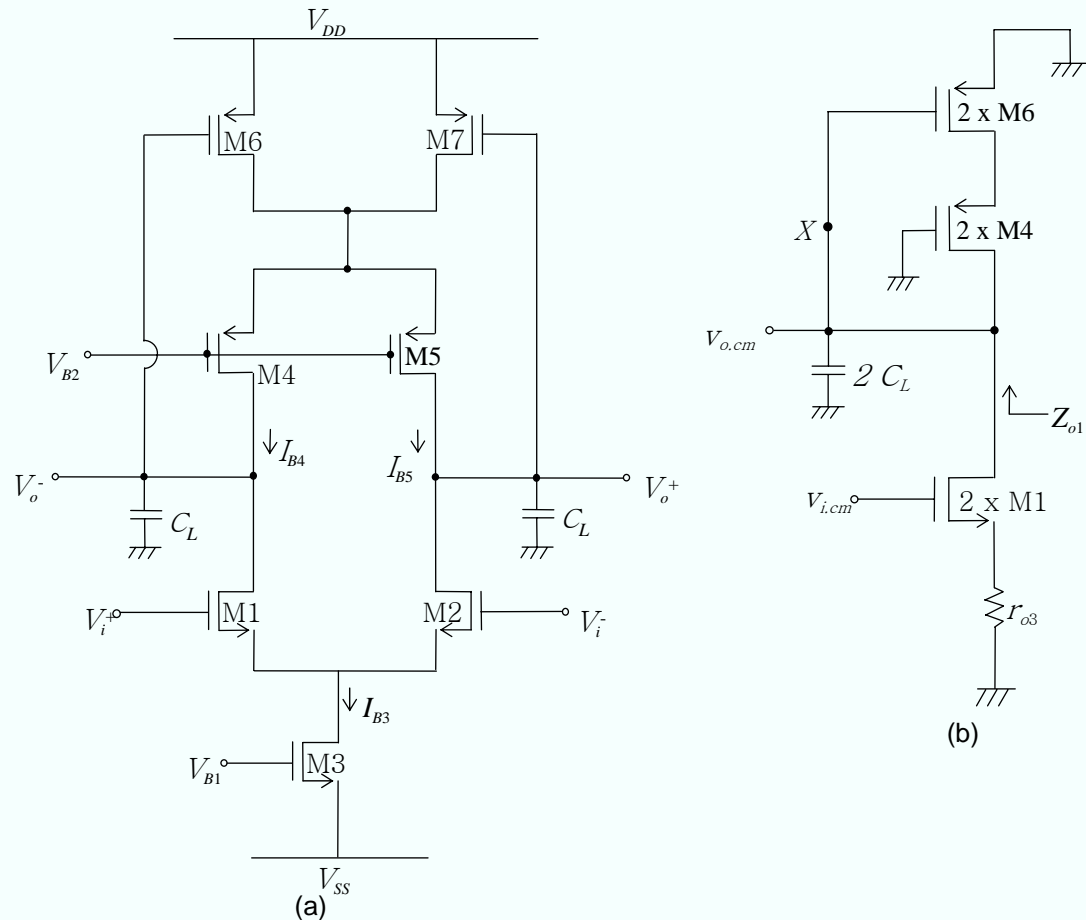 V_DD
M6
M7
V_B2
M4
M5
I_B4
I_B5
V_o^-
C_L
C_L
V_o^+
V_i^+
M1
M2
V_i^-
I_B3
V_B1
M3
V_SS
(a)
2 x M6
X
2 x M4
v_o.cm
2 C_L
Z_o1
v_i.cm
2 x M1
r_o3
(b)